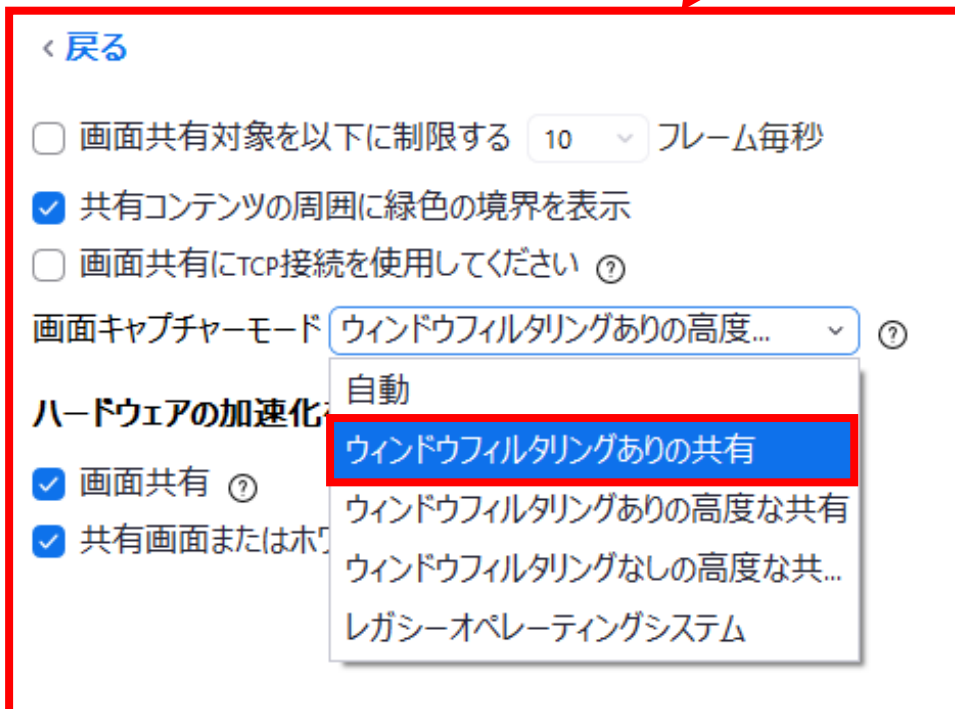 戻る
画面共有対象を以下に制限する 10 フレーム毎秒
共有コンテンツの周囲に緑色の境界を表示
画面共有にTCP接続を使用してください
画面キャプチャーモード ウィンドウフィルタリングありの高度...
自動
ハードウェアの加速化
ウィンドウフィルタリングありの共有
画面共有
ウィンドウフィルタリングありの高度な共有
共有画面またはホワ
ウィンドウフィルタリングなしの高度な共...
レガシーオペレーティングシステム